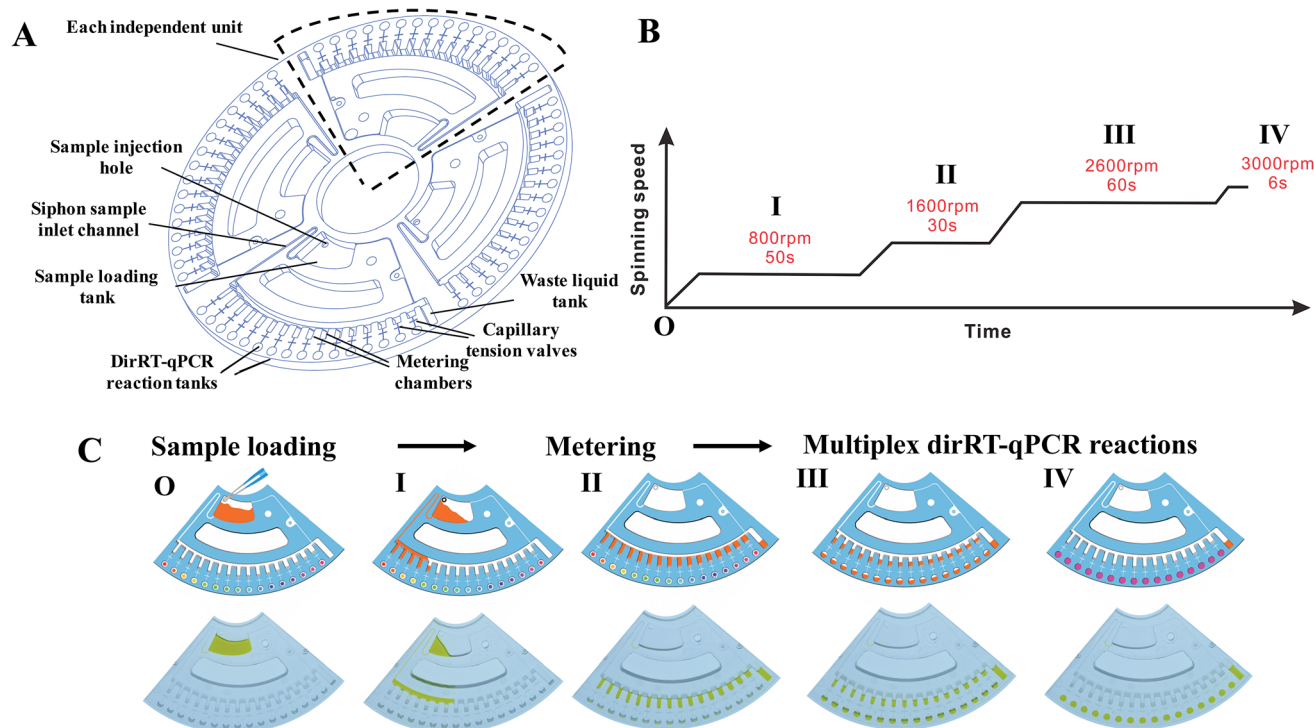 A
Each independent unit
Sample injection
hole
Siphon sample
inlet channel
Sample loading
tank
DirRT-qPCR
reaction tanks
Metering
chambers
Capillary
tension valves
Waste liquid
tank
B
Spinning speed
O
Time
I
800rpm
50s
II
1600rpm
30s
III
2600rpm
60s
IV
3000rpm
6s
C
Sample loading
Metering
Multiplex dirRT-qPCR reactions
O
I
II
III
IV